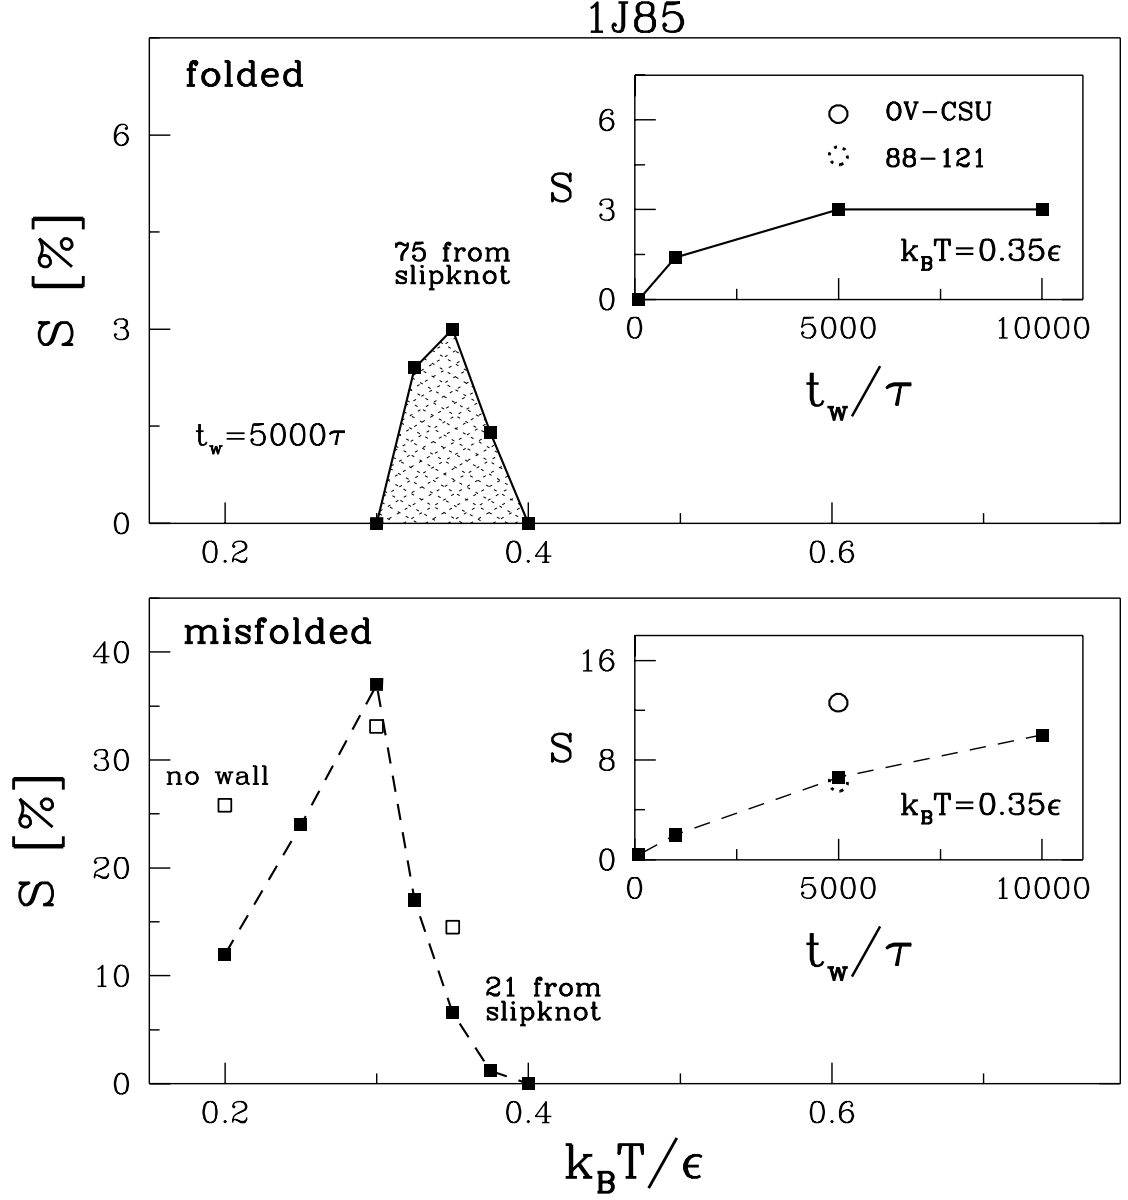 1J85
folded
6
3
0
S [%]
75 from
slipknot
t_w=5000τ
0.2 0.4 0.6
6
3
0
S
OV-CSU
88-121
k_BT=0.35ϵ
0 5000 10000
t_w/τ
misfolded
40
30
20
10
0
S [%]
no wall
21 from
slipknot
0.2 0.4 0.6
k_BT/ϵ
16
8
0
S
k_BT=0.35ϵ
0 5000 10000
t_w/τ